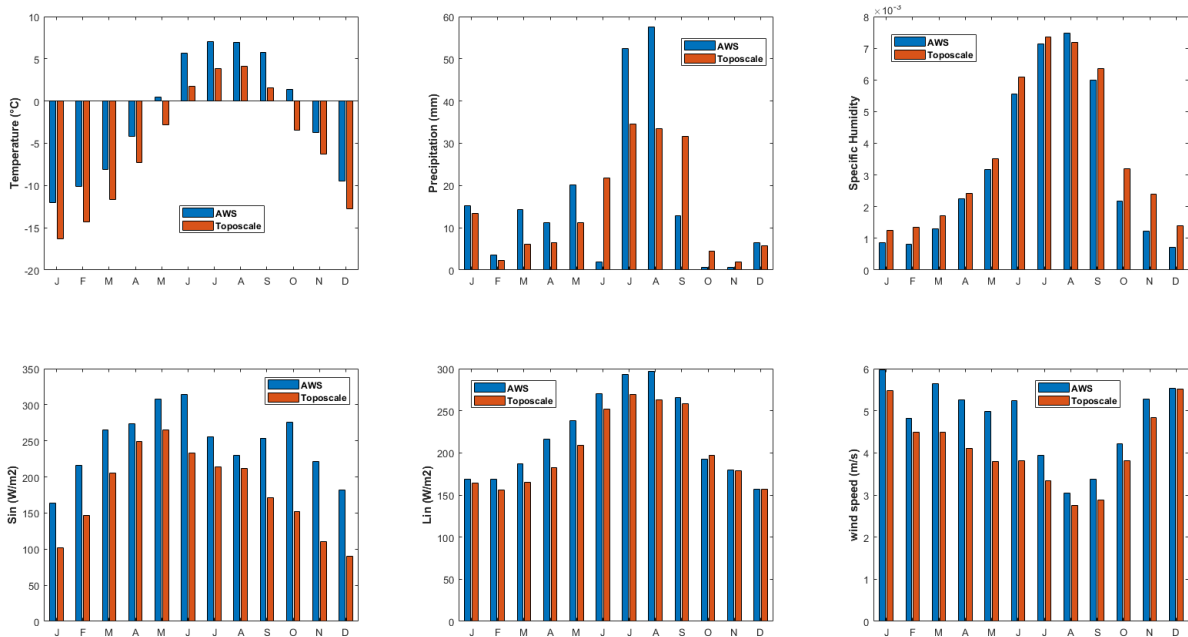 10
5
0
-5
-10
-15
-20
Temperature (°C)
AWS
Toposcale
J F M A M J J A S O N D
60
50
40
30
20
10
0
Precipitation (mm)
AWS
Toposcale
J F M A M J J A S O N D
×10⁻³
8
7
6
5
4
3
2
1
0
Specific Humidity
AWS
Toposcale
J F M A M J J A S O N D
350
300
250
200
150
100
50
0
Sin (W/m2)
AWS
Toposcale
J F M A M J J A S O N D
300
250
200
150
100
50
0
Lin (W/m2)
AWS
Toposcale
J F M A M J J A S O N D
6
5
4
3
2
1
0
wind speed (m/s)
AWS
Toposcale
J F M A M J J A S O N D